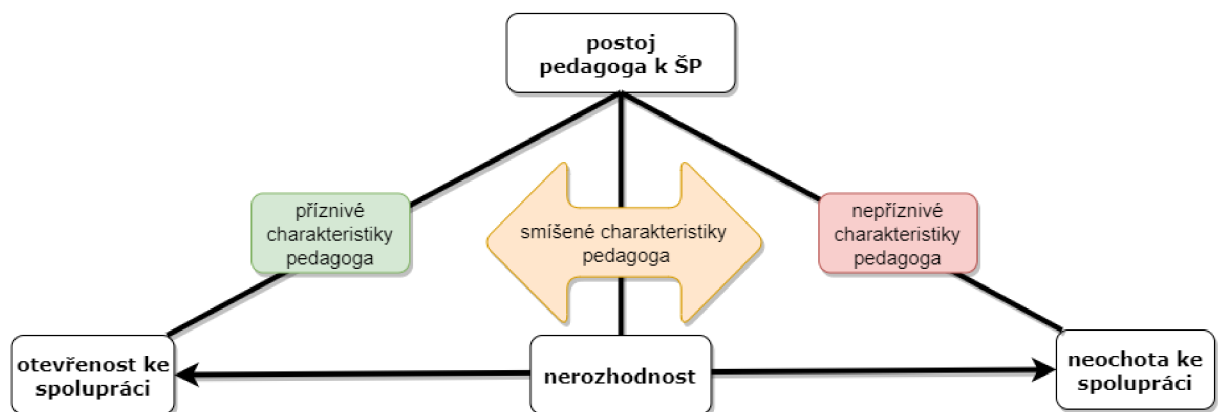 postoj
pedagoga k ŠP
příznivé
charakteristiky
pedagoga
smíšené charakteristiky
pedagoga
nepříznivé
charakteristiky
pedagoga
otevřenost ke
spolupráci
nerozhodnost
neochota ke
spolupráci